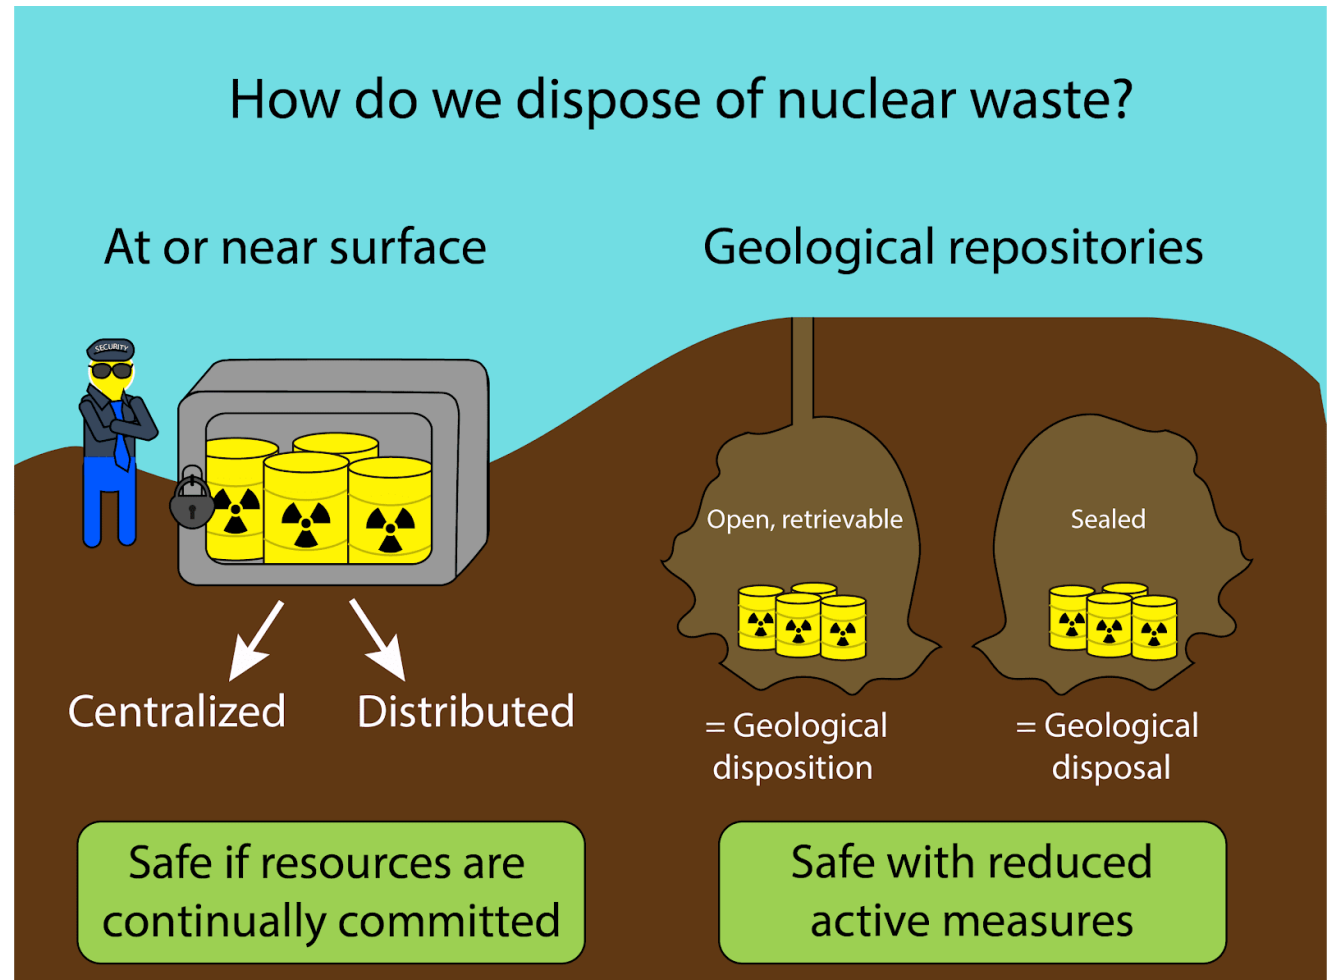 How do we dispose of nuclear waste?
At or near surface
Geological repositories
SECURITY
Open, retrievable
Sealed
Centralized
Distributed
= Geological
disposition
= Geological
disposal
Safe if resources are
continually committed
Safe with reduced
active measures